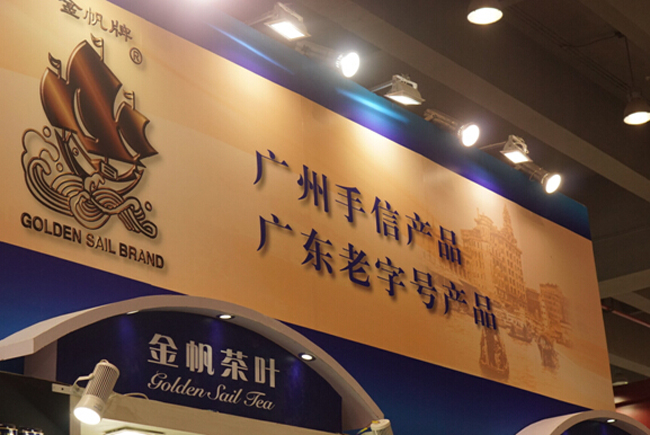 金帆牌
®
GOLDEN SAIL BRAND
广州手信产品
广东老字号产品
金帆茶叶
Golden Sail Tea